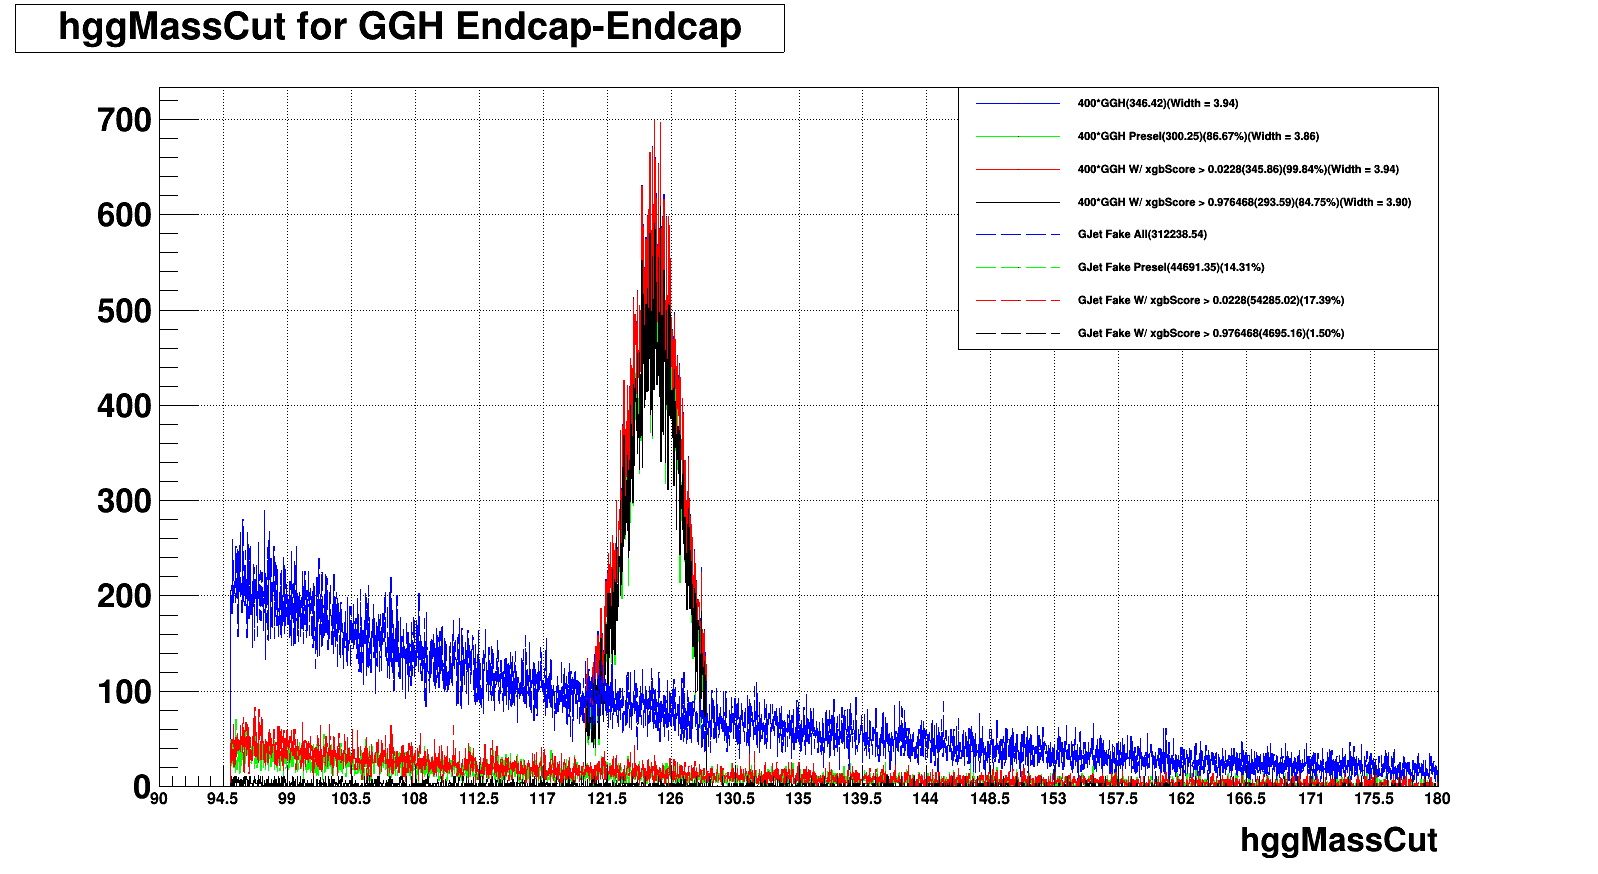 hggMassCut for GGH Endcap-Endcap
700
600
500
400
300
200
100
0
400*GGH(346.42)(Width = 3.94)
400*GGH Presel(300.25)(86.67%)(Width = 3.86)
400*GGH W/ xgbScore > 0.0228(345.86)(99.84%)(Width = 3.94)
400*GGH W/ xgbScore > 0.976468(293.59)(84.75%)(Width = 3.90)
GJet Fake All(312238.54)
GJet Fake Presel(44691.35)(14.31%)
GJet Fake W/ xgbScore > 0.0228(54285.02)(17.39%)
GJet Fake W/ xgbScore > 0.976468(4695.16)(1.50%)
90 94.5 99 103.5 108 112.5 117 121.5 126 130.5 135 139.5 144 148.5 153 157.5 162 166.5 171 175.5 180
hggMassCut